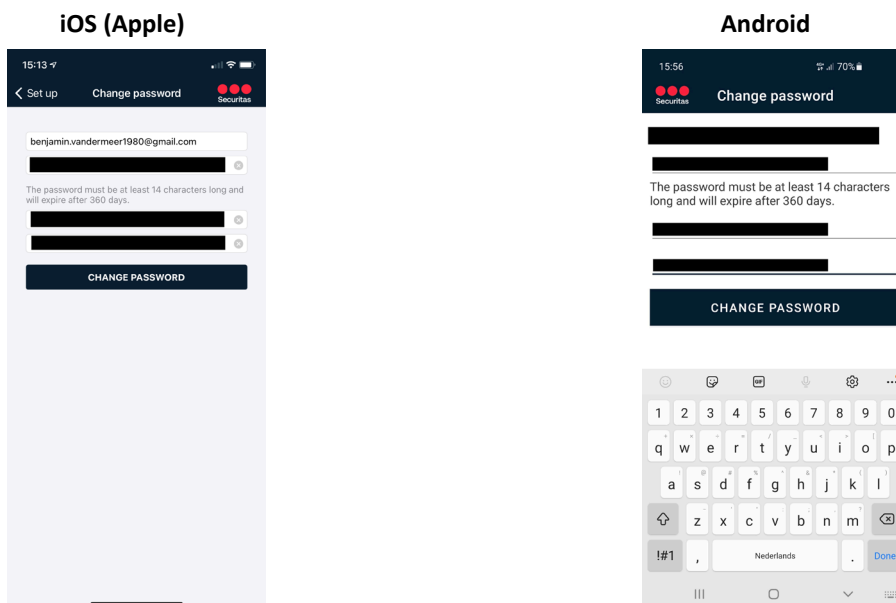 iOS (Apple)
Android
15:13
Set up
Change password
Securitas
benjamin.vandermeer1980@gmail.com
The password must be at least 14 characters long and
will expire after 360 days.
CHANGE PASSWORD
15:56
70%
Securitas
Change password
The password must be at least 14 characters
long and will expire after 360 days.
CHANGE PASSWORD
GIF
1 2 3 4 5 6 7 8 9 0
q w e r t y u i o p
a s d f g h j k l
z x c v b n m
!#1 , Nederlands . Done